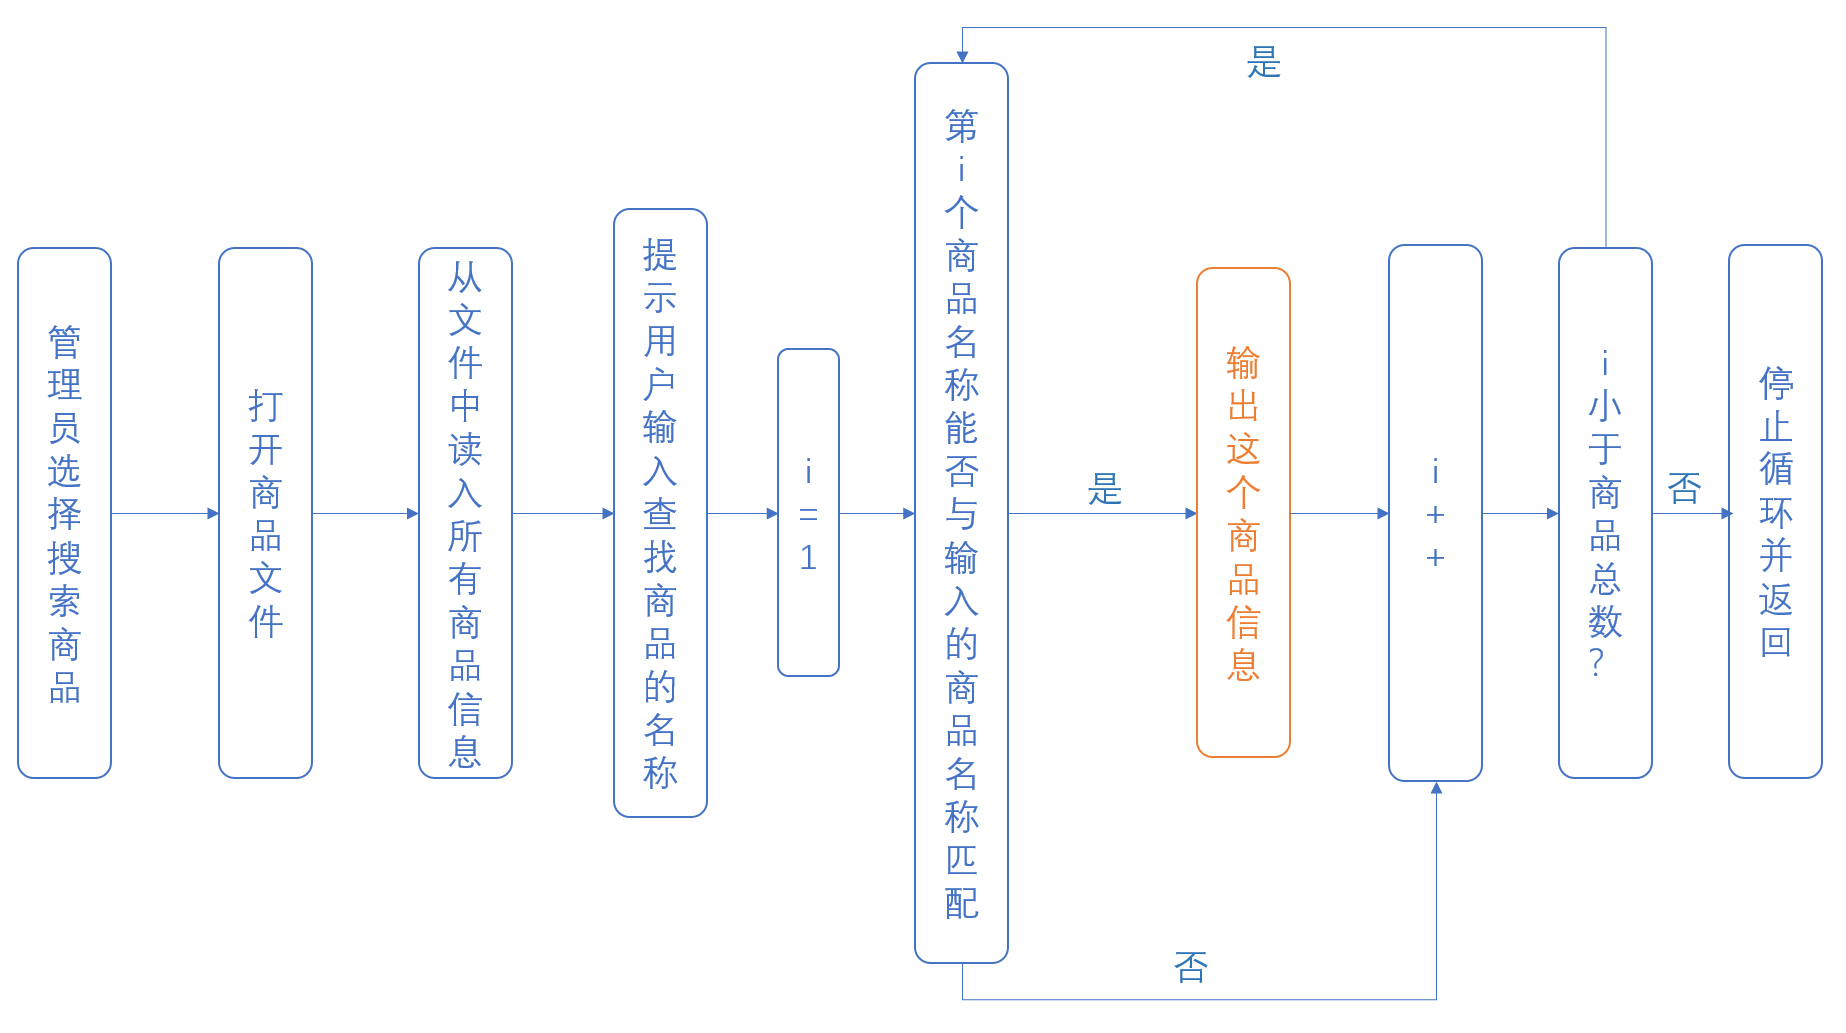 管理员选择搜索商品
打开商品文件
从文件中读入所有商品信息
提示用户输入查找商品的名称
i=1
第i个商品名称能否与输入的商品名称匹配
是
输出这个商品信息
否
i++
i小于商品总数?
是
否
停止循环并返回